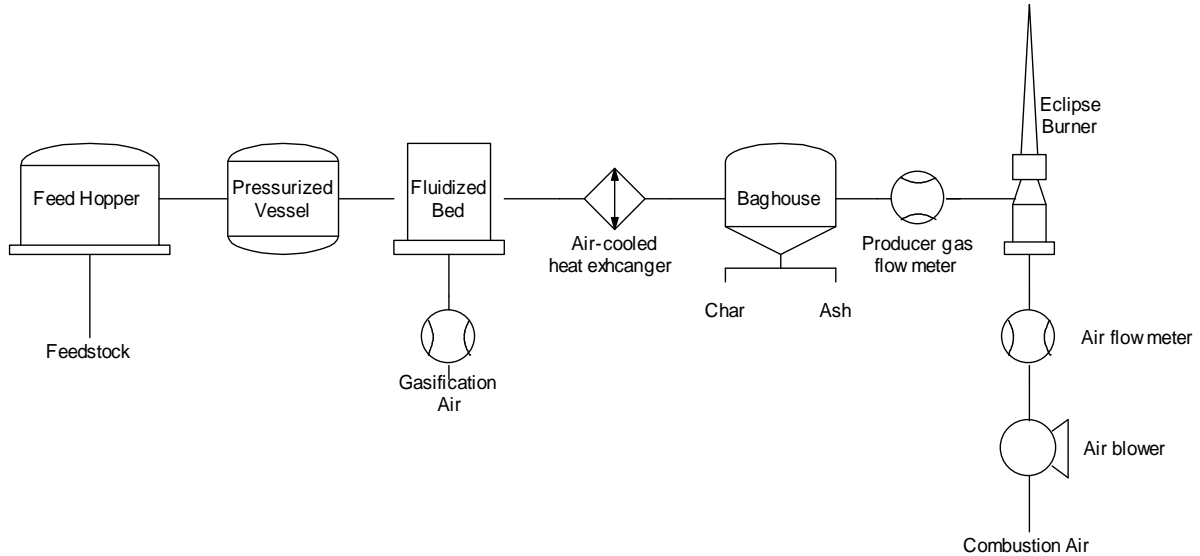 Eclipse
Burner
Feed Hopper
Pressurized
Vessel
Fluidized
Bed
Baghouse
Air-cooled
heat exhcanger
Producer gas
flow meter
Char
Ash
Feedstock
Air flow meter
Gasification
Air
Air blower
Combustion Air